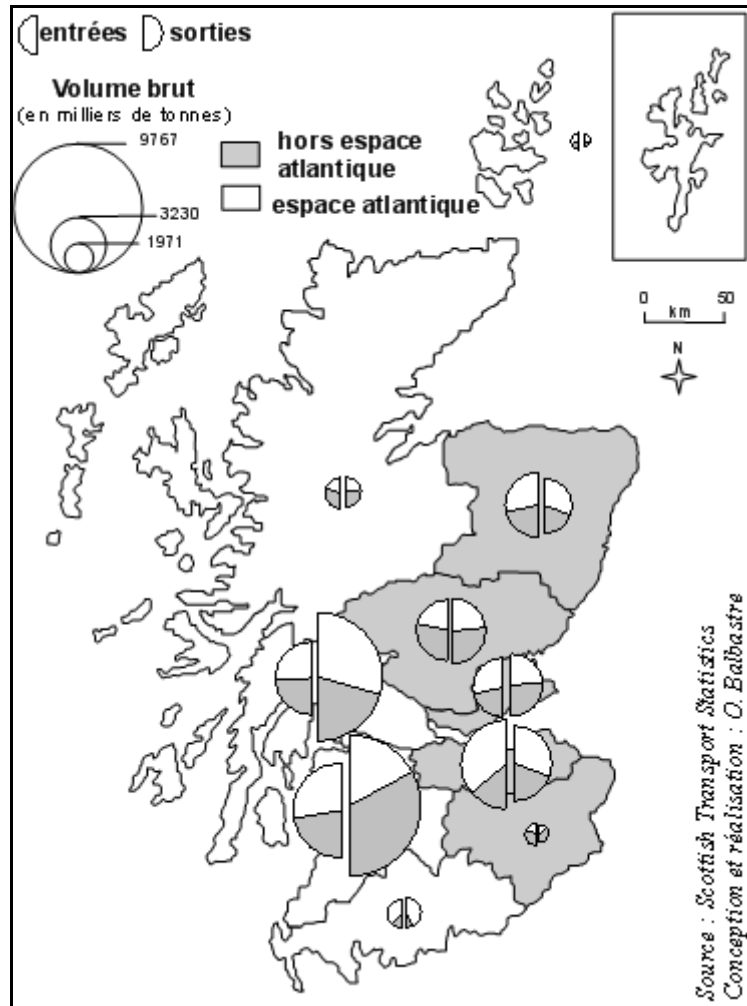 entrées sorties
Volume brut
(en milliers de tonnes)
9767
3230
1971
hors espace
atlantique
espace atlantique
0 50
km
N
Source : Scottish Transport Statistics
Conception et réalisation : O. Balbastre